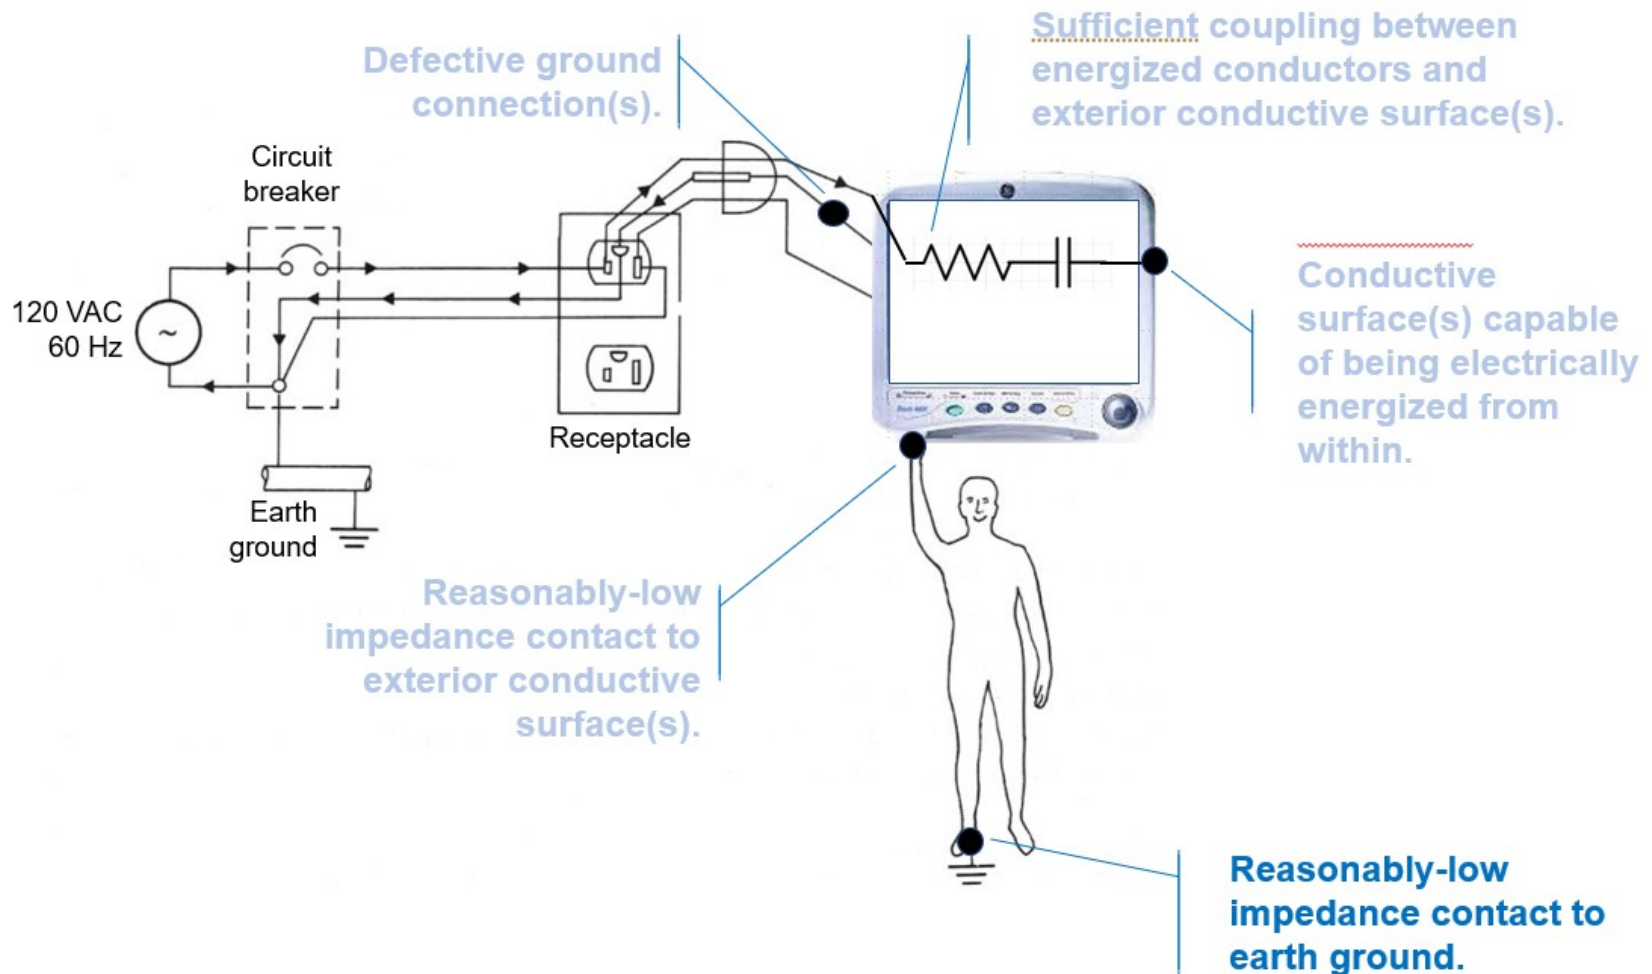 Sufficient coupling between
energized conductors and
exterior conductive surface(s).
Defective ground
connection(s).
Circuit
breaker
120 VAC
60 Hz
~
Conductive
surface(s) capable
of being electrically
energized from
within.
Receptacle
Earth
ground
Reasonably-low
impedance contact to
exterior conductive
surface(s).
Reasonably-low
impedance contact to
earth ground.